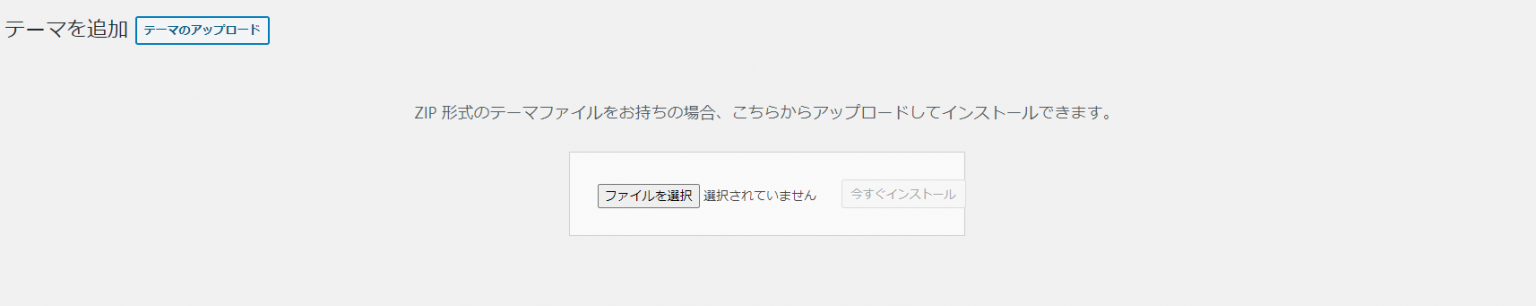 テーマを追加 テーマのアップロード
ZIP 形式のテーマファイルをお持ちの場合、こちらからアップロードしてインストールできます。
ファイルを選択 選択されていません 今すぐインストール